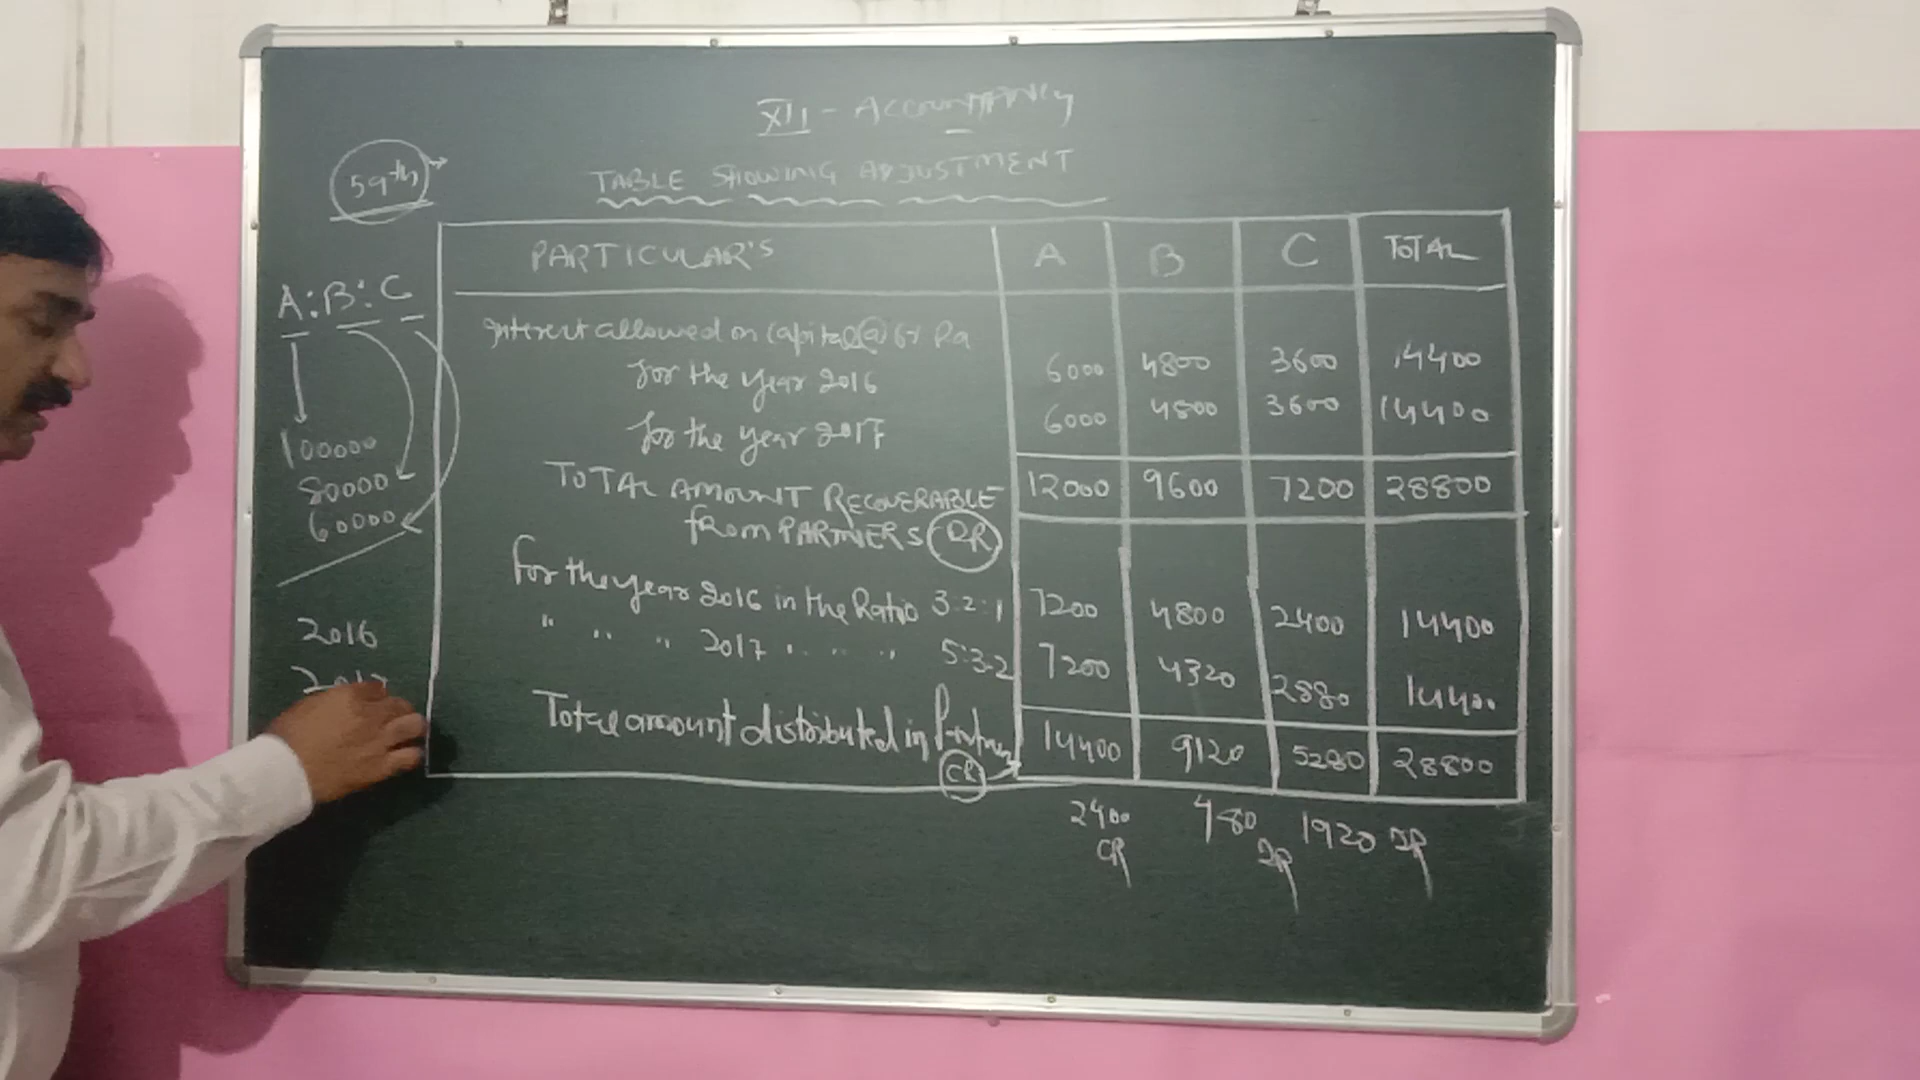 XII - ACCOUNTANCY
59th
TABLE SHOWING ADJUSTMENT
PARTICULAR'S A B C TOTAL
A:B:C
Interest allowed on capital@ 6% Pa
for the year 2016 6000 4800 3600 14400
for the year 2017 6000 4800 3600 14400
100000
80000
60000
TOTAL AMOUNT RECOVERABLE 12000 9600 7200 28800
from PARTNERS DR
for the year 2016 in the Ratio 3:2:1 7200 4800 2400 14400
" " " 2017 " " " 5:3:2 7200 4320 2880 14400
2016
2017
Total amount distributed in 14400 9120 5280 28800
CR
2400 480 1920 DR
CR DR